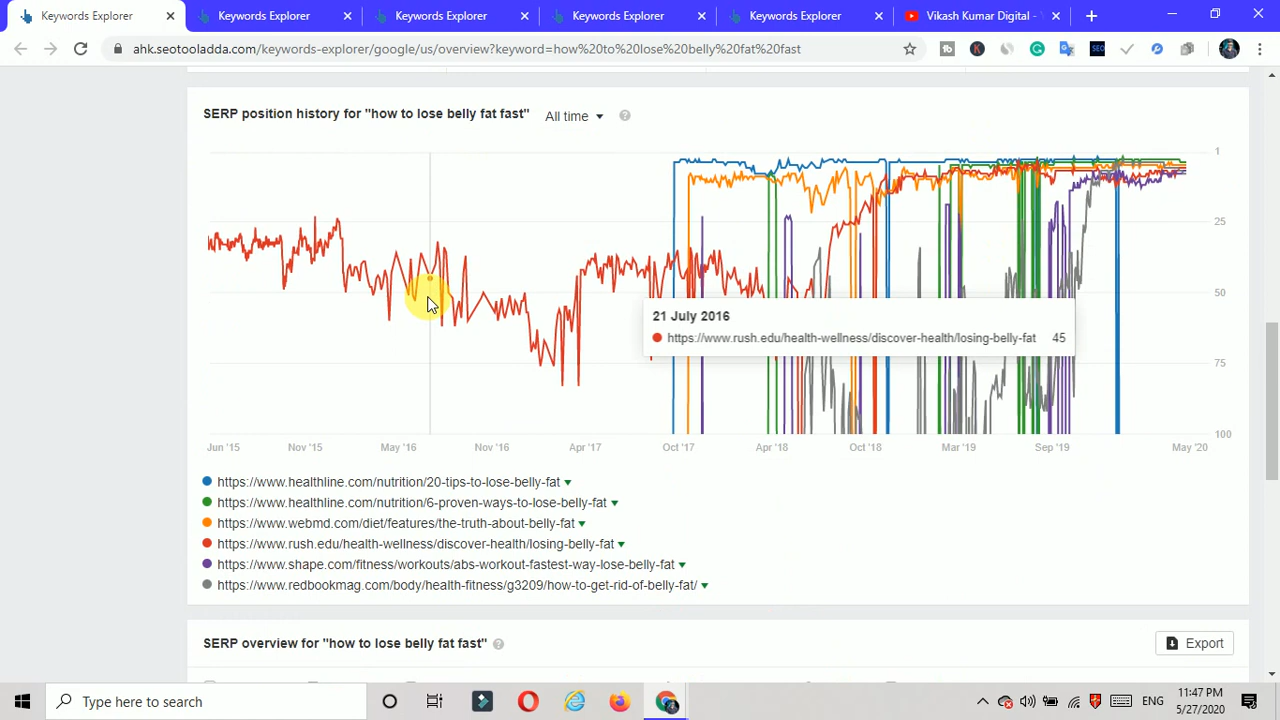 Keywords Explorer
Keywords Explorer
Keywords Explorer
Keywords Explorer
Keywords Explorer
Vikash Kumar Digital -
ahk.seotooladda.com/keywords-explorer/google/us/overview?keyword=how%20to%20lose%20belly%20fat%20fast
SERP position history for "how to lose belly fat fast"
All time
1
25
50
75
100
21 July 2016
https://www.rush.edu/health-wellness/discover-health/losing-belly-fat 45
Jun '15 Nov '15 May '16 Nov '16 Apr '17 Oct '17 Apr '18 Oct '18 Mar '19 Sep '19 May '20
https://www.healthline.com/nutrition/20-tips-to-lose-belly-fat
https://www.healthline.com/nutrition/6-proven-ways-to-lose-belly-fat
https://www.webmd.com/diet/features/the-truth-about-belly-fat
https://www.rush.edu/health-wellness/discover-health/losing-belly-fat
https://www.shape.com/fitness/workouts/abs-workout-fastest-way-lose-belly-fat
https://www.redbookmag.com/body/health-fitness/g3209/how-to-get-rid-of-belly-fat/
SERP overview for "how to lose belly fat fast"
Export
Type here to search
ENG
11:47 PM
5/27/2020